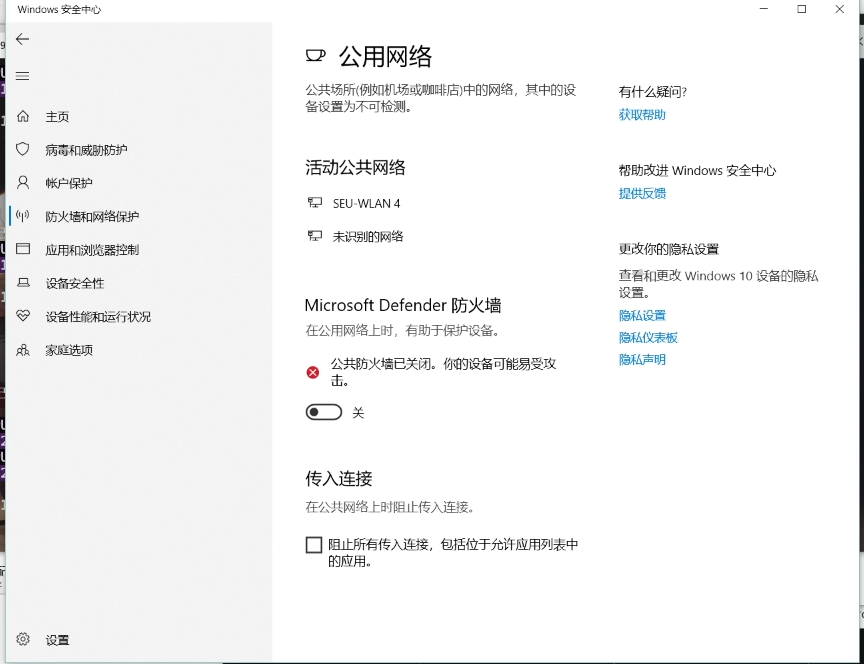 Windows 安全中心
主页
病毒和威胁防护
帐户保护
防火墙和网络保护
应用和浏览器控制
设备安全性
设备性能和运行状况
家庭选项
设置
公用网络
公共场所(例如机场或咖啡店)中的网络，其中的设
备设置为不可检测。
活动公共网络
SEU-WLAN 4
未识别的网络
Microsoft Defender 防火墙
在公用网络上时，有助于保护设备。
公共防火墙已关闭。你的设备可能易受攻
击。
关
传入连接
在公共网络上时阻止传入连接。
阻止所有传入连接，包括位于允许应用列表中
的应用。
有什么疑问?
获取帮助
帮助改进 Windows 安全中心
提供反馈
更改你的隐私设置
查看和更改 Windows 10 设备的隐私
设置。
隐私设置
隐私仪表板
隐私声明